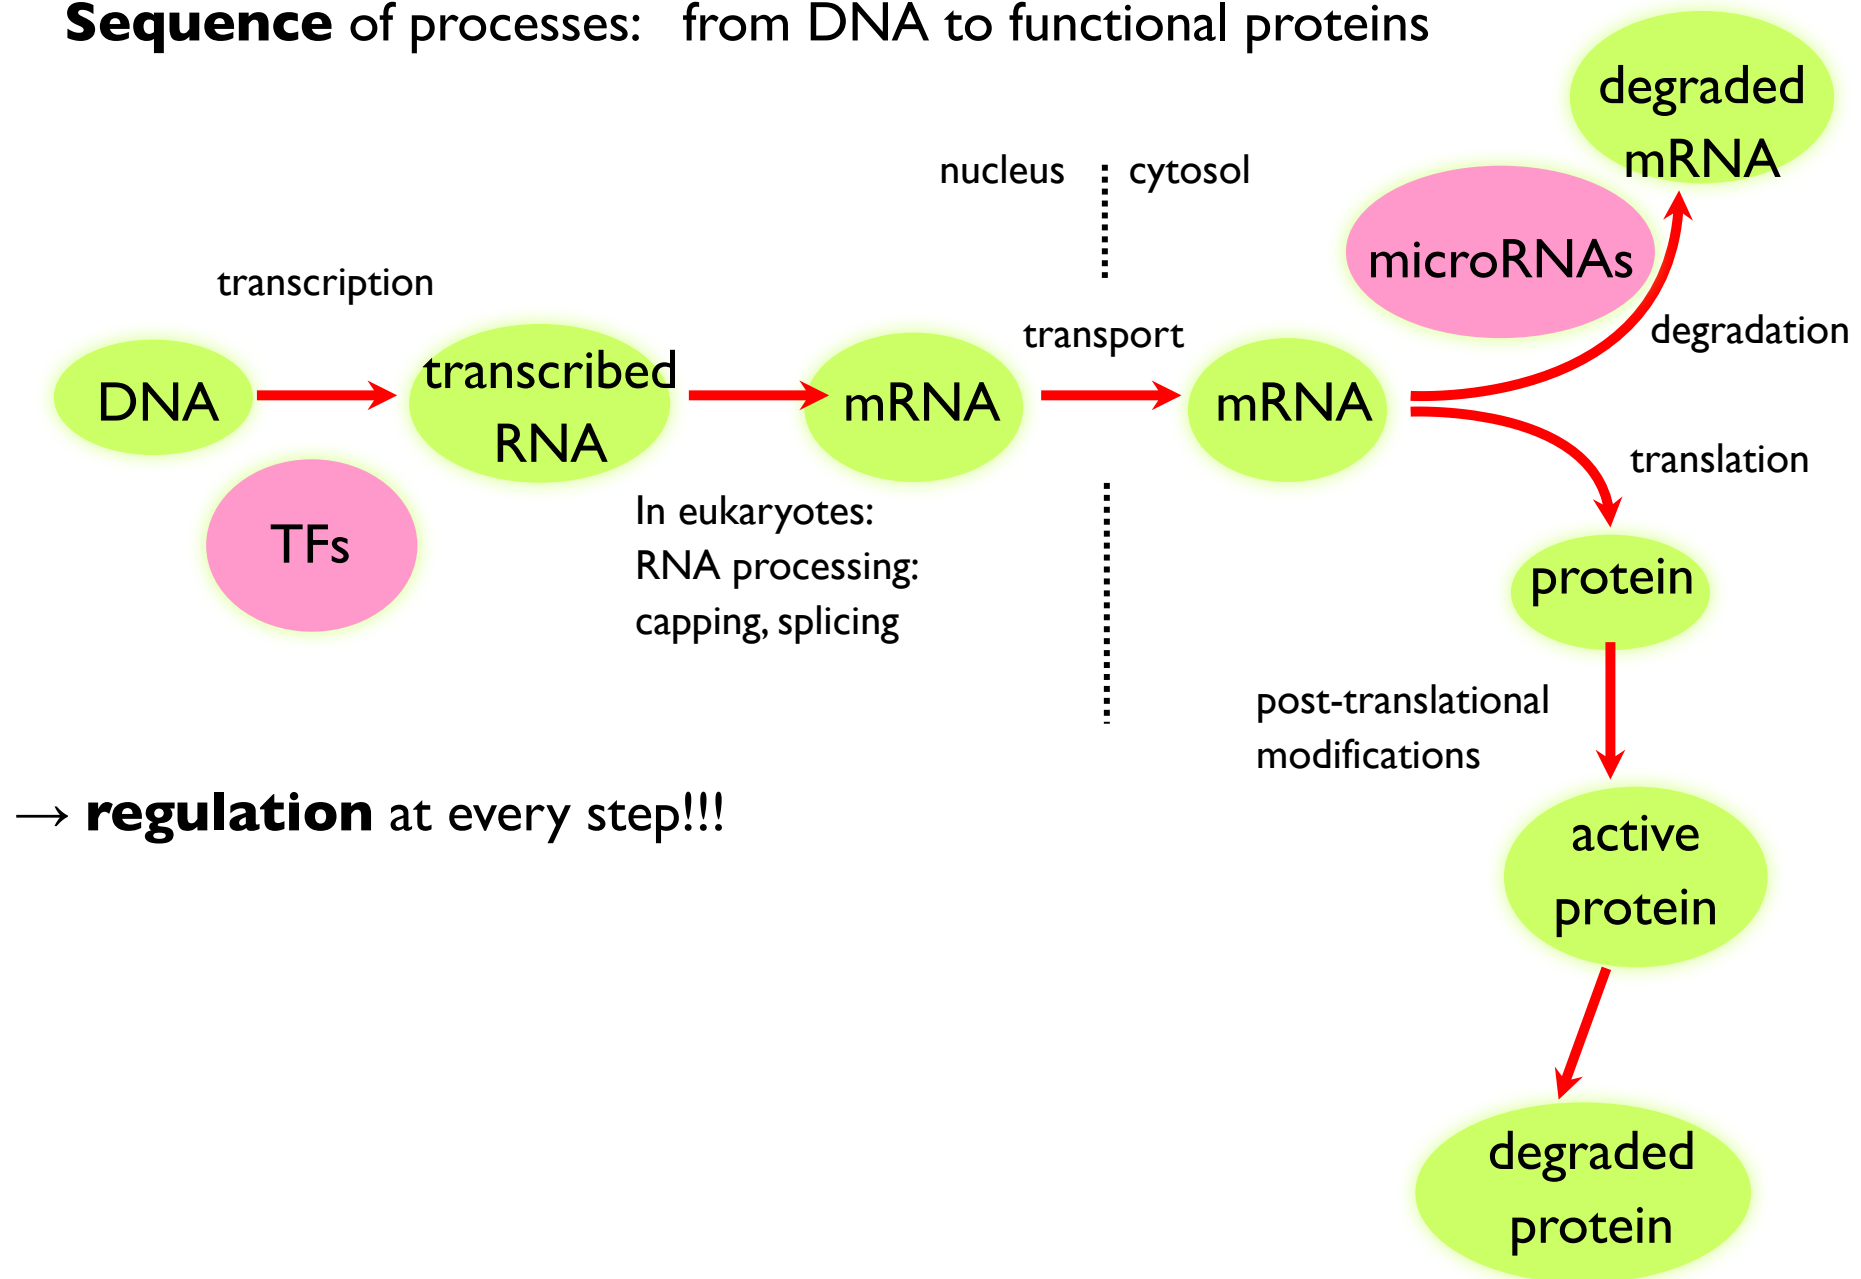 Sequence of processes: from DNA to functional proteins
degraded
mRNA
nucleus
cytosol
microRNAs
transcription
transport
degradation
DNA
transcribed
RNA
mRNA
mRNA
translation
TFs
In eukaryotes:
RNA processing:
capping, splicing
protein
post-translational
modifications
→ regulation at every step!!!
active
protein
degraded
protein